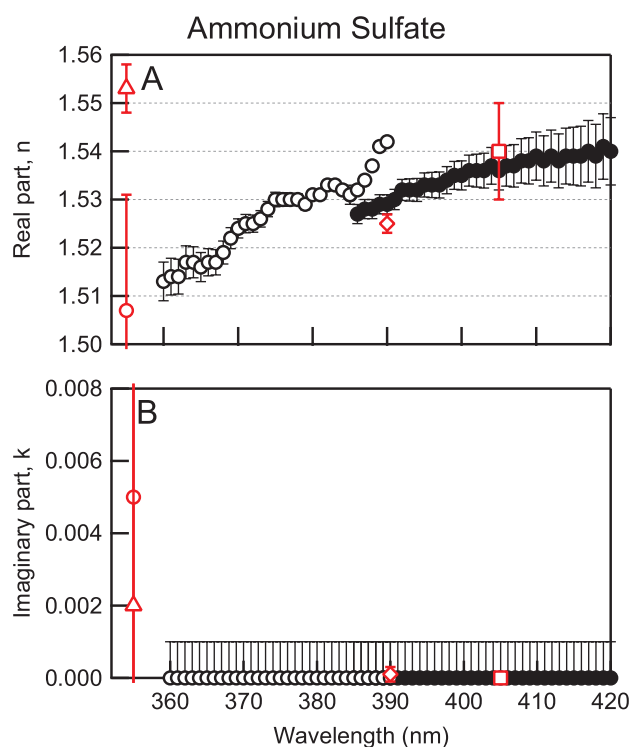 Ammonium Sulfate
A
Real part, n
1.56
1.55
1.54
1.53
1.52
1.51
1.50
B
Imaginary part, k
0.008
0.006
0.004
0.002
0.000
360 370 380 390 400 410 420
Wavelength (nm)